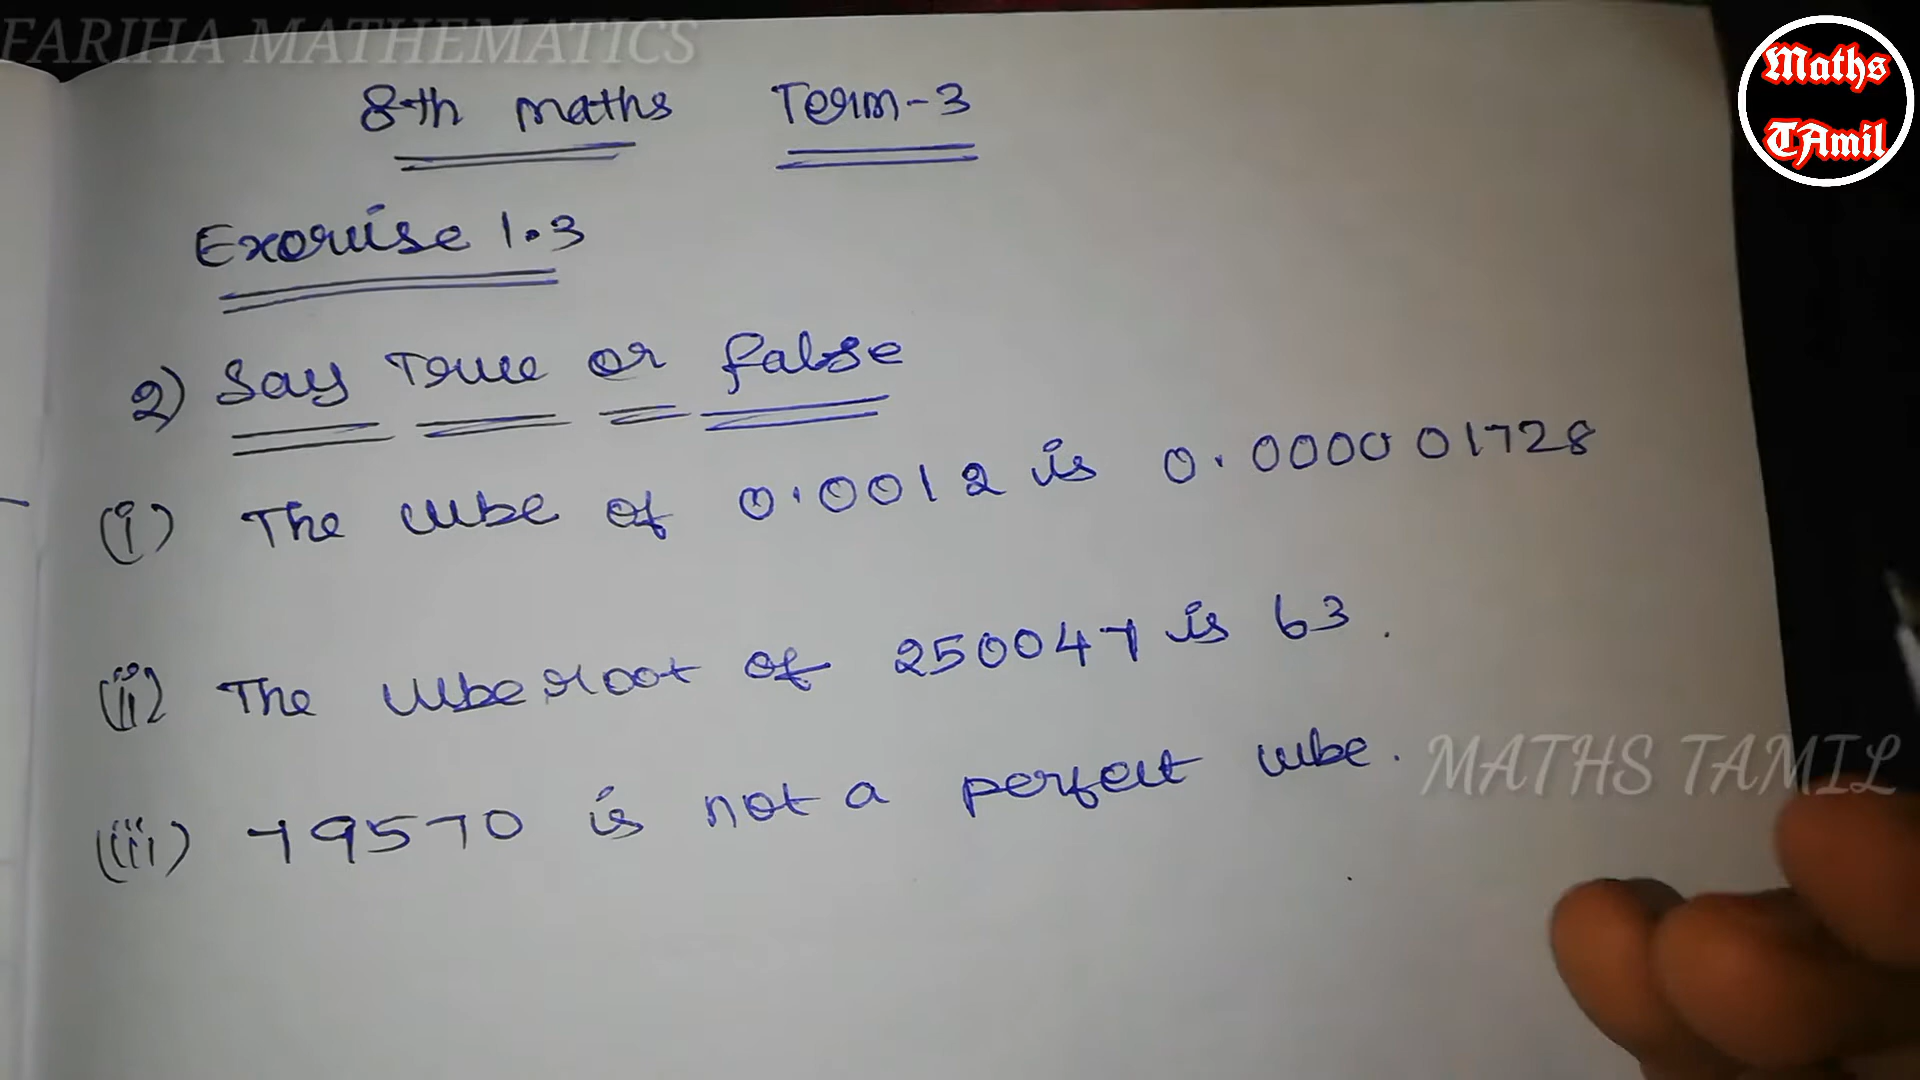 FARIHA MATHEMATICS
Maths
TAmil
8th maths Term-3
Exercise 1.3
2) Say True or false
(i) The cube of 0.0012 is 0.000001728
(ii) The cube root of 250047 is 63.
(iii) 79570 is not a perfect cube.
MATHS TAMIL